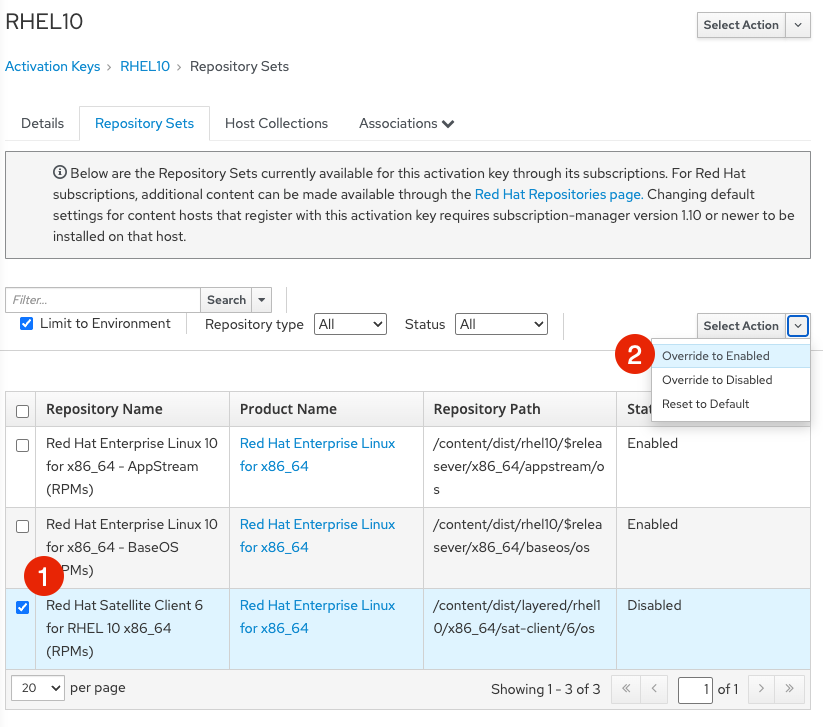 RHEL10
Select Action
Activation Keys › RHEL10 › Repository Sets
Details
Repository Sets
Host Collections
Associations
Below are the Repository Sets currently available for this activation key through its subscriptions. For Red Hat
subscriptions, additional content can be made available through the Red Hat Repositories page. Changing default
settings for content hosts that register with this activation key requires subscription-manager version 1.10 or newer to be
installed on that host.
Filter...
Search
Limit to Environment
Repository type
All
Status
All
Select Action
2
Override to Enabled
Override to Disabled
Reset to Default
Repository Name
Product Name
Repository Path
Red Hat Enterprise Linux 10
for x86_64 - AppStream
(RPMs)
Red Hat Enterprise Linux
for x86_64
/content/dist/rhel10/$relea
sever/x86_64/appstream/o
s
Enabled
Red Hat Enterprise Linux 10
for x86_64 - BaseOS
Red Hat Enterprise Linux
for x86_64
/content/dist/rhel10/$relea
sever/x86_64/baseos/os
Enabled
1
Red Hat Satellite Client 6
for RHEL 10 x86_64
(RPMs)
Red Hat Enterprise Linux
for x86_64
/content/dist/layered/rhel1
0/x86_64/sat-client/6/os
Disabled
20
per page
Showing 1 - 3 of 3
« ‹
1
of 1
› »